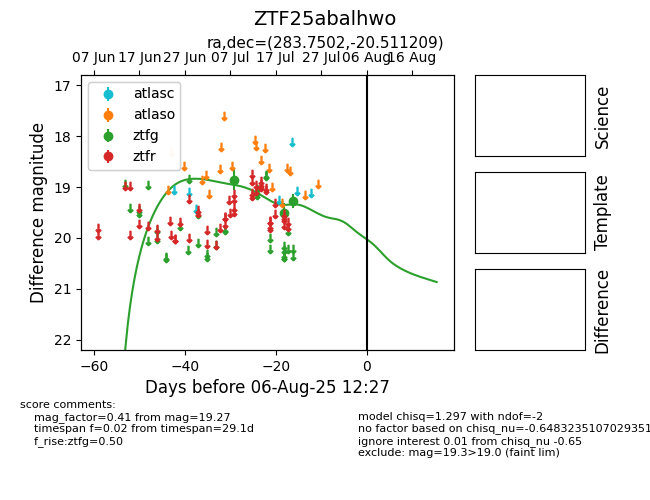 ZTF25abalhwo
ra,dec=(283.7502,-20.511209)
07 Jun 17 Jun 27 Jun 07 Jul 17 Jul 27 Jul 06 Aug 16 Aug
atlasc
atlaso
ztfg
ztfr
17
18
19
20
21
22
Difference magnitude
−60 −40 −20 0
Days before 06-Aug-25 12:27
Science
Template
Difference
score comments:
mag_factor=0.41 from mag=19.27
timespan f=0.02 from timespan=29.1d
f_rise:ztfg=0.50
model chisq=1.297 with ndof=-2
no factor based on chisq_nu=-0.6483235107029351
ignore interest 0.01 from chisq_nu -0.65
exclude: mag=19.3>19.0 (faint lim)